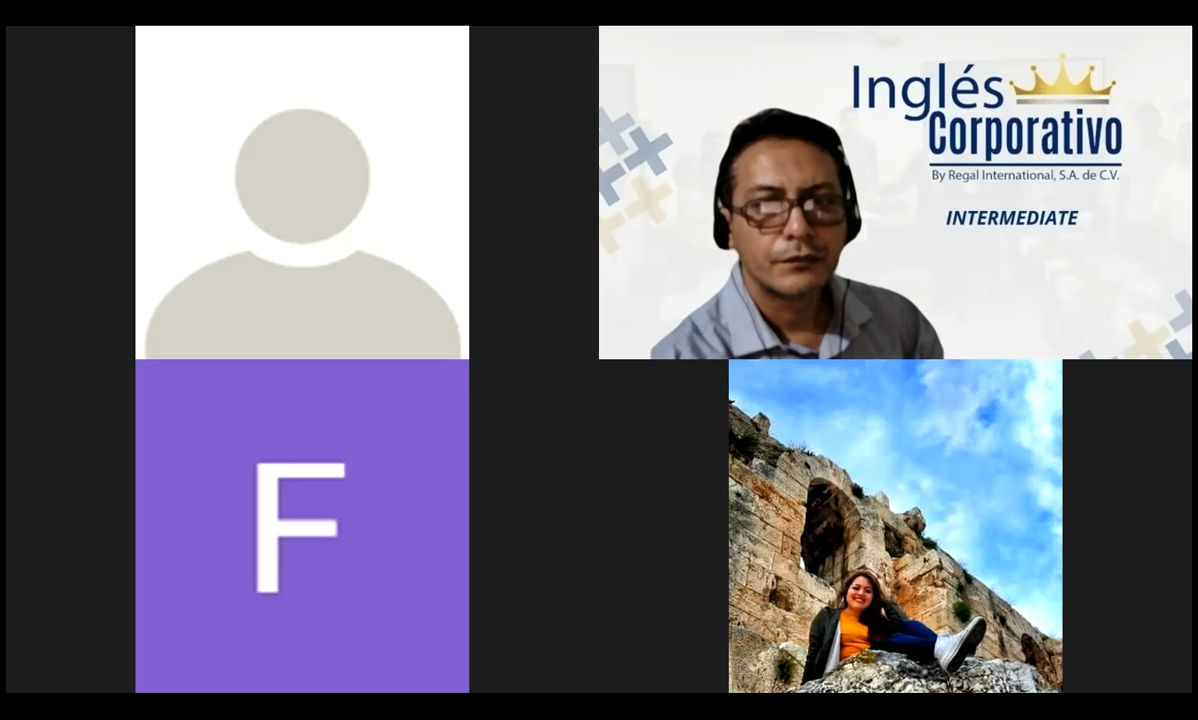 Inglés
Corporativo
By Regal International, S.A. de C.V.
INTERMEDIATE
F